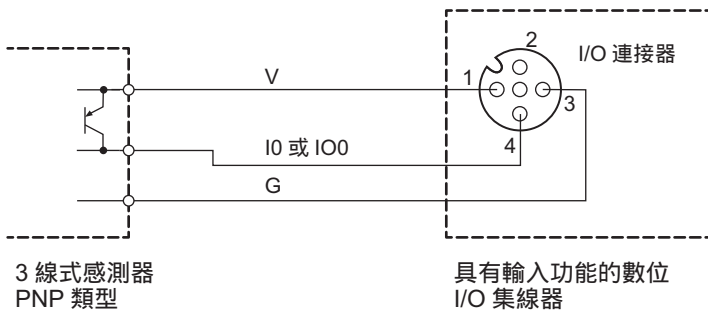 2
I/O 連接器
1
V
3
I0 或 IO0
4
G
3 線式感測器
PNP 類型
具有輸入功能的數位
I/O 集線器